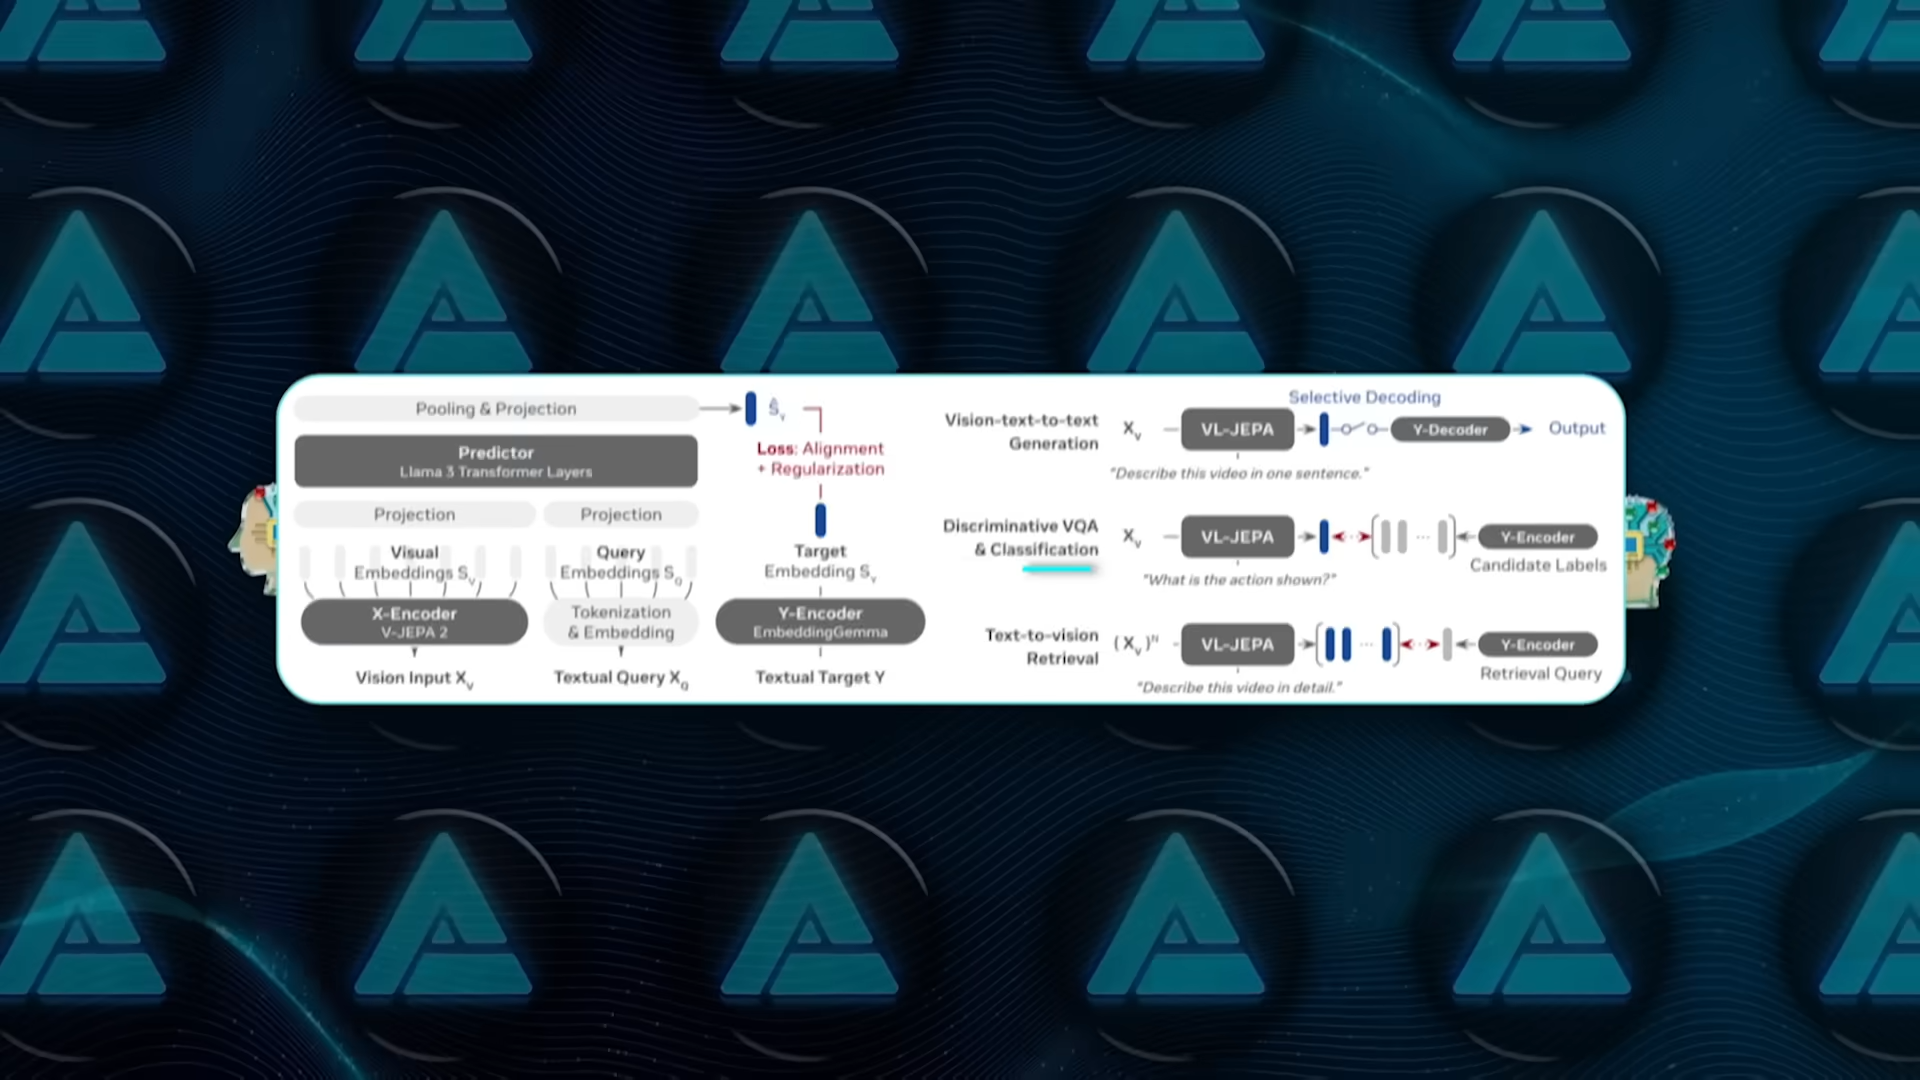 Pooling & Projection
Ŝᵧ
Predictor
Llama 3 Transformer Layers
Loss: Alignment
+ Regularization
Projection
Projection
Visual
Embeddings Sᵥ
Query
Embeddings S_Q
Target
Embedding Sᵧ
X-Encoder
V-JEPA 2
Tokenization
& Embedding
Y-Encoder
EmbeddingGemma
Vision Input Xᵥ
Textual Query X_Q
Textual Target Y
Selective Decoding
Vision-text-to-text
Generation
Xᵥ
VL-JEPA
Y-Decoder
Output
"Describe this video in one sentence."
Discriminative VQA
& Classification
Xᵥ
VL-JEPA
...
Y-Encoder
Candidate Labels
"What is the action shown?"
Text-to-vision
Retrieval
(Xᵥ)ᴺ
VL-JEPA
...
Y-Encoder
Retrieval Query
"Describe this video in detail."